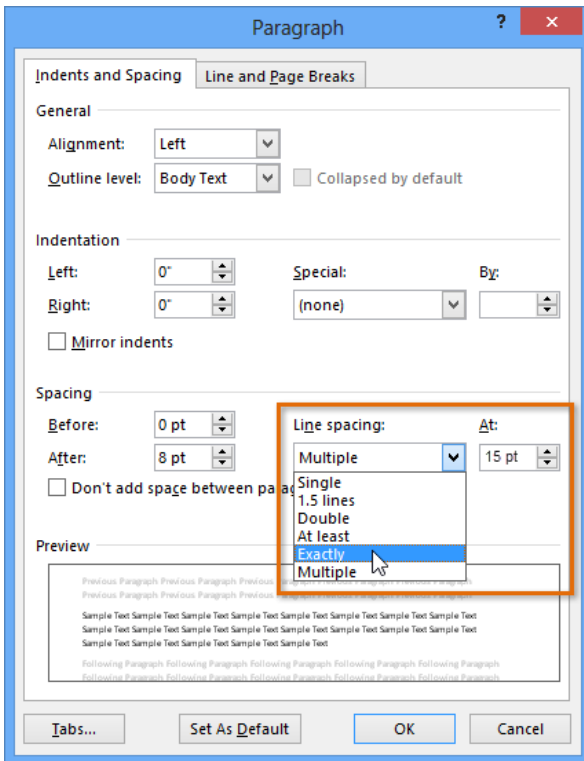 Paragraph ? ×
Indents and Spacing Line and Page Breaks
General
Alignment: Left
Outline level: Body Text Collapsed by default
Indentation
Left: 0" Special: By:
Right: 0" (none)
Mirror indents
Spacing
Before: 0 pt Line spacing: At:
After: 8 pt Multiple 15 pt
Don't add space between para
Single
1.5 lines
Double
At least
Exactly
Multiple
Preview
Previous Paragraph Previous Paragraph Previous Paragraph Previous Paragraph Previous Paragraph
Sample Text Sample Text Sample Text Sample Text Sample Text Sample Text Sample Text Sample Text Sample Text
Sample Text Sample Text Sample Text Sample Text Sample Text Sample Text Sample Text Sample Text Sample Text
Sample Text Sample Text Sample Text Sample Text Sample Text
Following Paragraph Following Paragraph Following Paragraph Following Paragraph Following Paragraph
Following Paragraph Following Paragraph Following Paragraph Following Paragraph Following Paragraph
Tabs... Set As Default OK Cancel